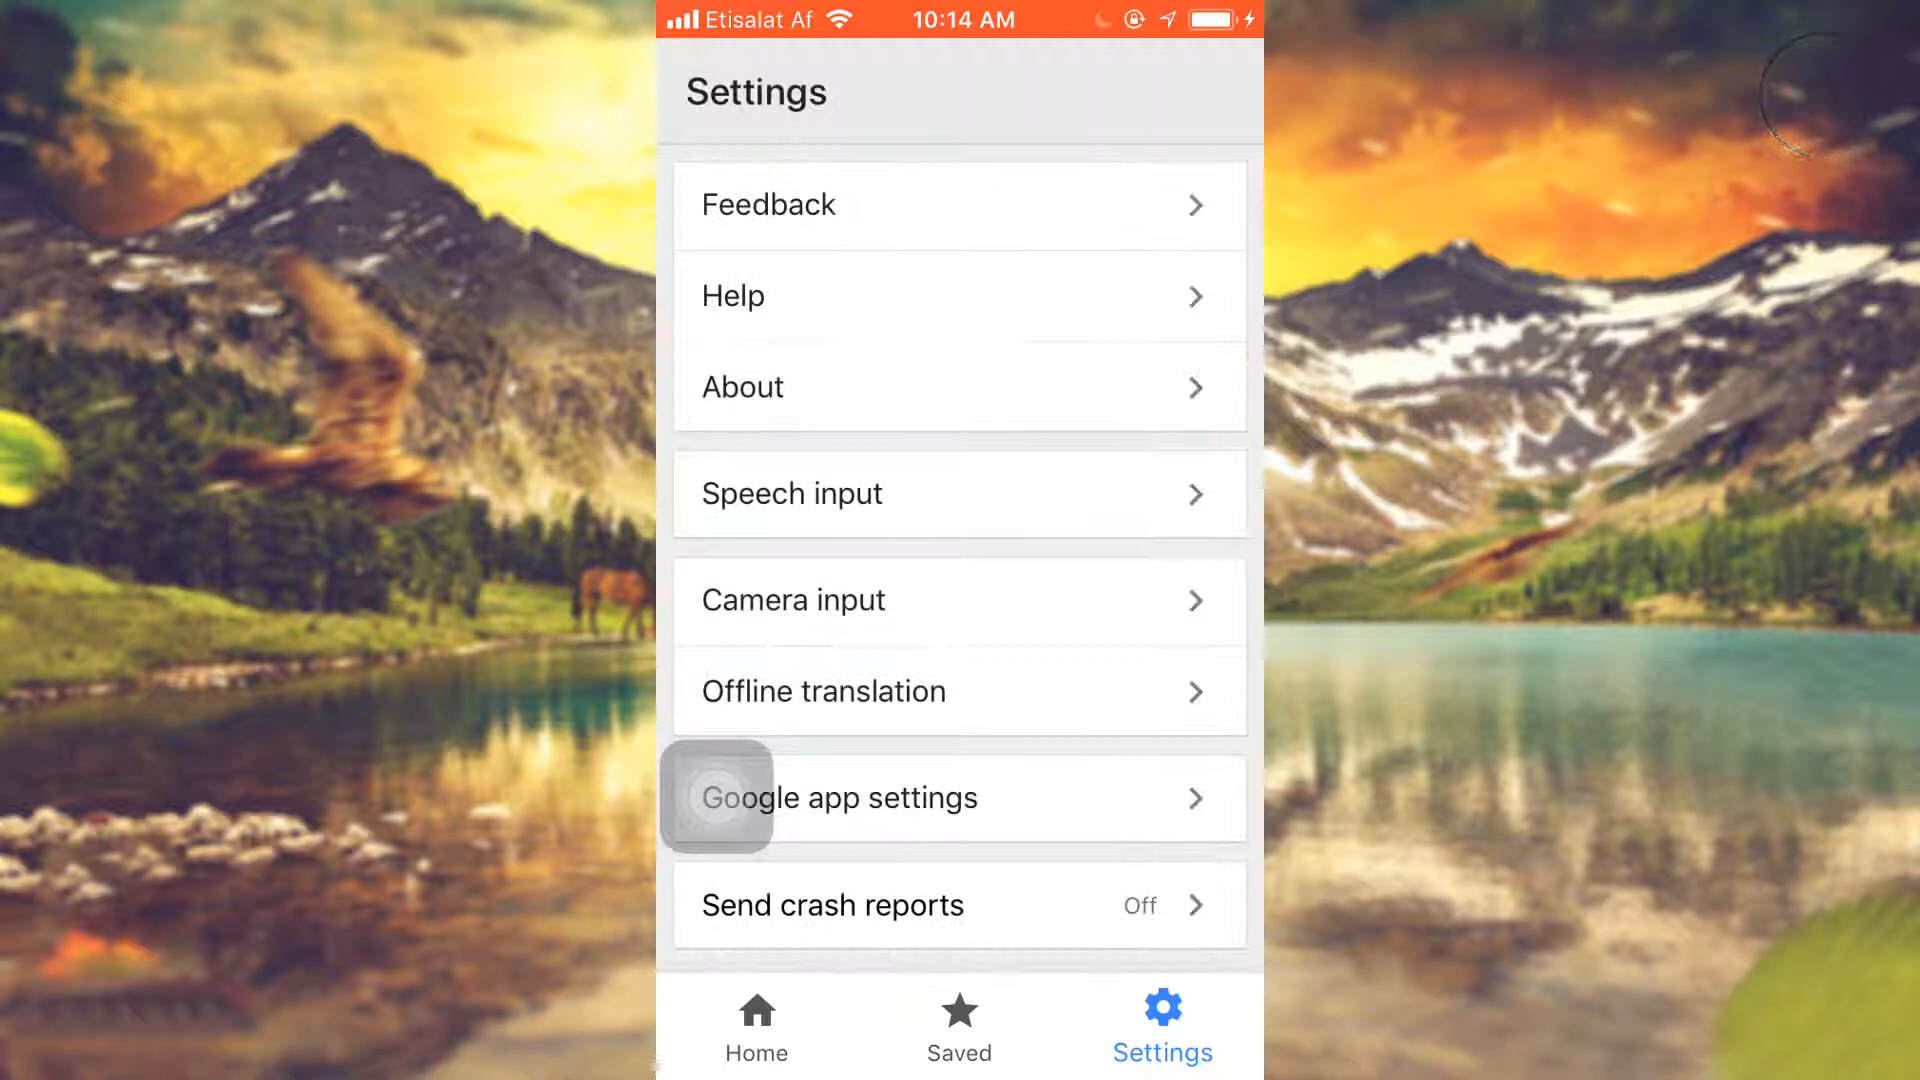 Etisalat Af 10:14 AM
Settings
Feedback
Help
About
Speech input
Camera input
Offline translation
Google app settings
Send crash reports Off
Home Saved Settings